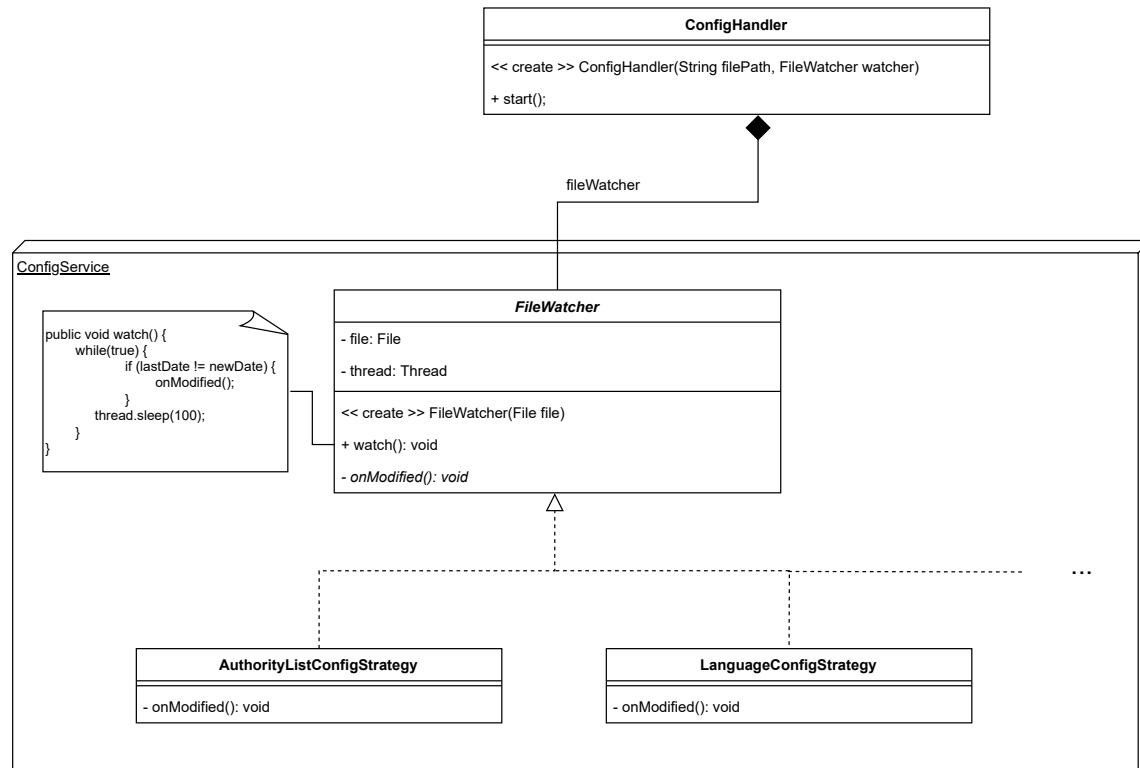 ConfigHandler
<< create >> ConfigHandler(String filePath, FileWatcher watcher)
+ start();
fileWatcher
ConfigService
public void watch() {
while(true) {
if (lastDate != newDate) {
onModified();
}
thread.sleep(100);
}
}
FileWatcher
- file: File
- thread: Thread
<< create >> FileWatcher(File file)
+ watch(): void
- onModified(): void
...
AuthorityListConfigStrategy
- onModified(): void
LanguageConfigStrategy
- onModified(): void